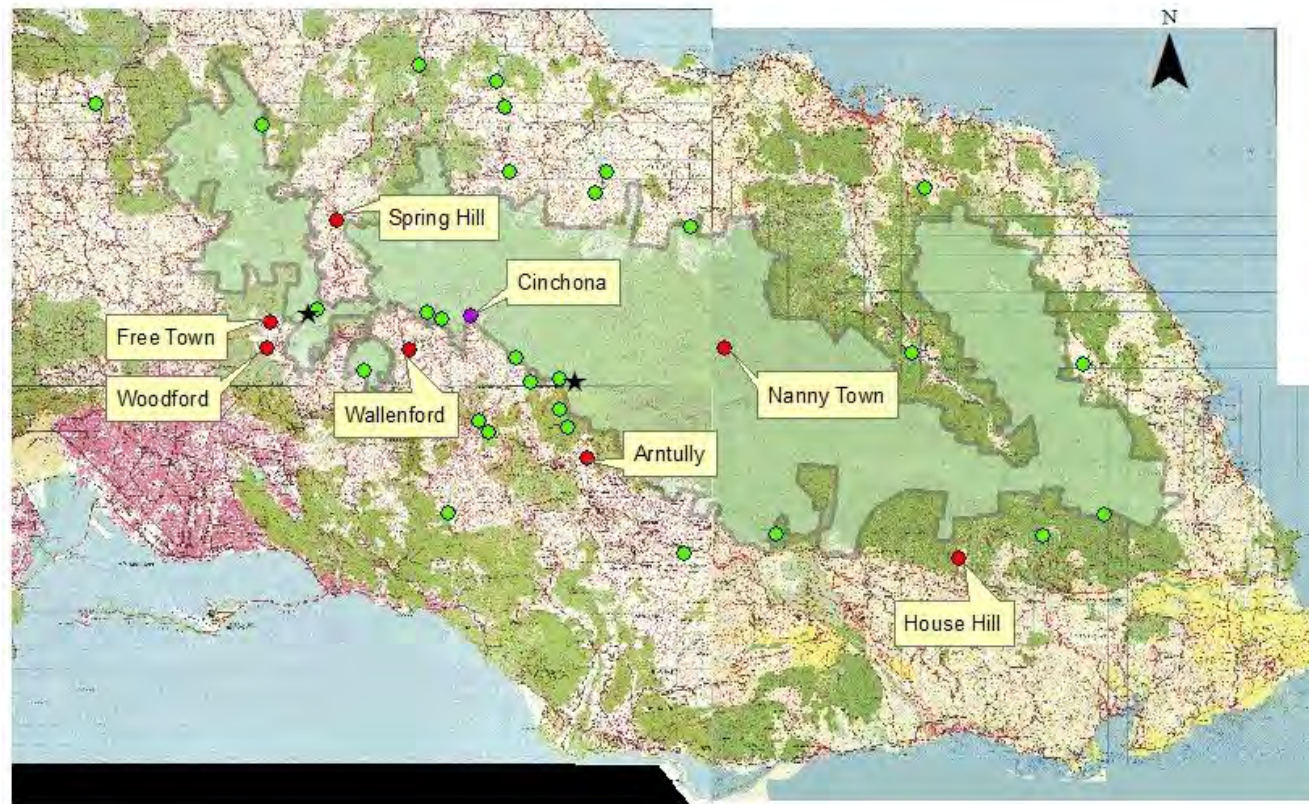 N
Spring Hill
Cinchona
Free Town
Woodford
Wallenford
Nanny Town
Arntully
House Hill